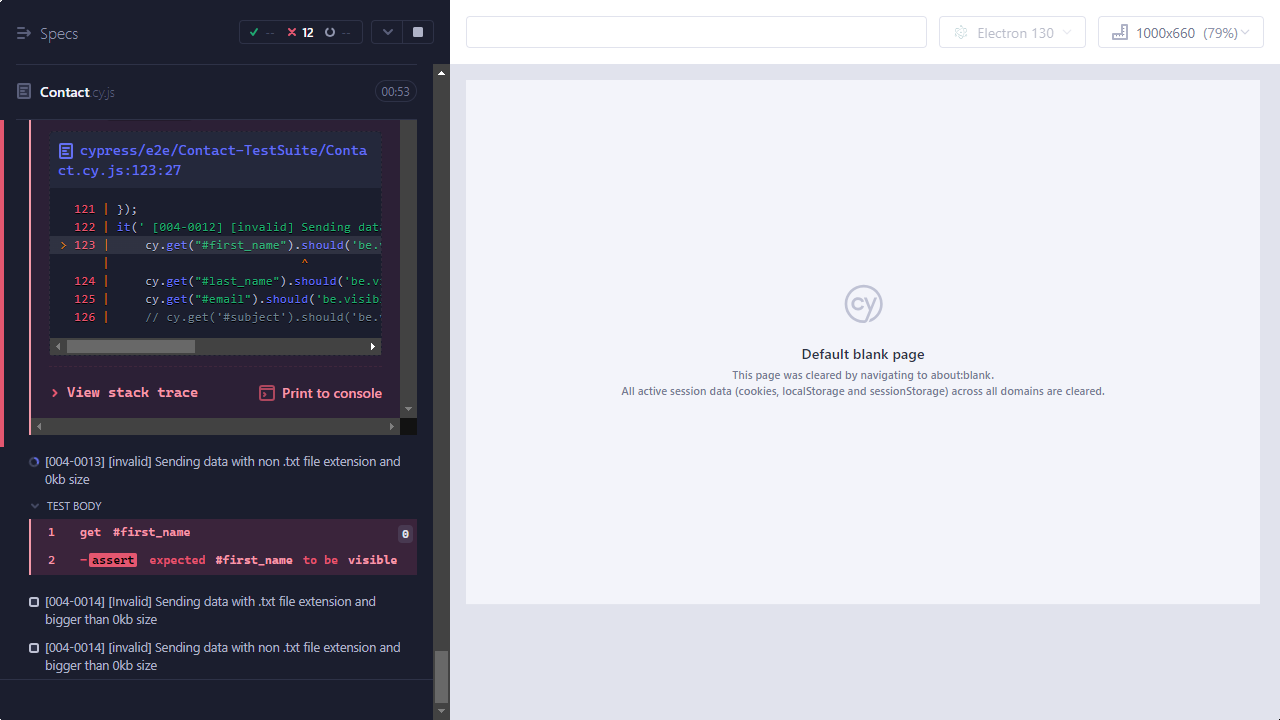 Specs
-- 12 --
Electron 130
1000x660 (79%)
Contact.cy.js
00:53
cypress/e2e/Contact-TestSuite/Conta
ct.cy.js:123:27
121 | });
122 | it(' [004-0012] [invalid] Sending data
> 123 |     cy.get("#first_name").should('be.v
|                           ^
124 |     cy.get("#last_name").should('be.vi
125 |     cy.get("#email").should('be.visibl
126 |     // cy.get('#subject').should('be.v
View stack trace
Print to console
[004-0013] [invalid] Sending data with non .txt file extension and
0kb size
TEST BODY
1 get #first_name 0
2 -assert expected #first_name to be visible
[004-0014] [Invalid] Sending data with .txt file extension and
bigger than 0kb size
[004-0014] [invalid] Sending data with non .txt file extension and
bigger than 0kb size
cy
Default blank page
This page was cleared by navigating to about:blank.
All active session data (cookies, localStorage and sessionStorage) across all domains are cleared.